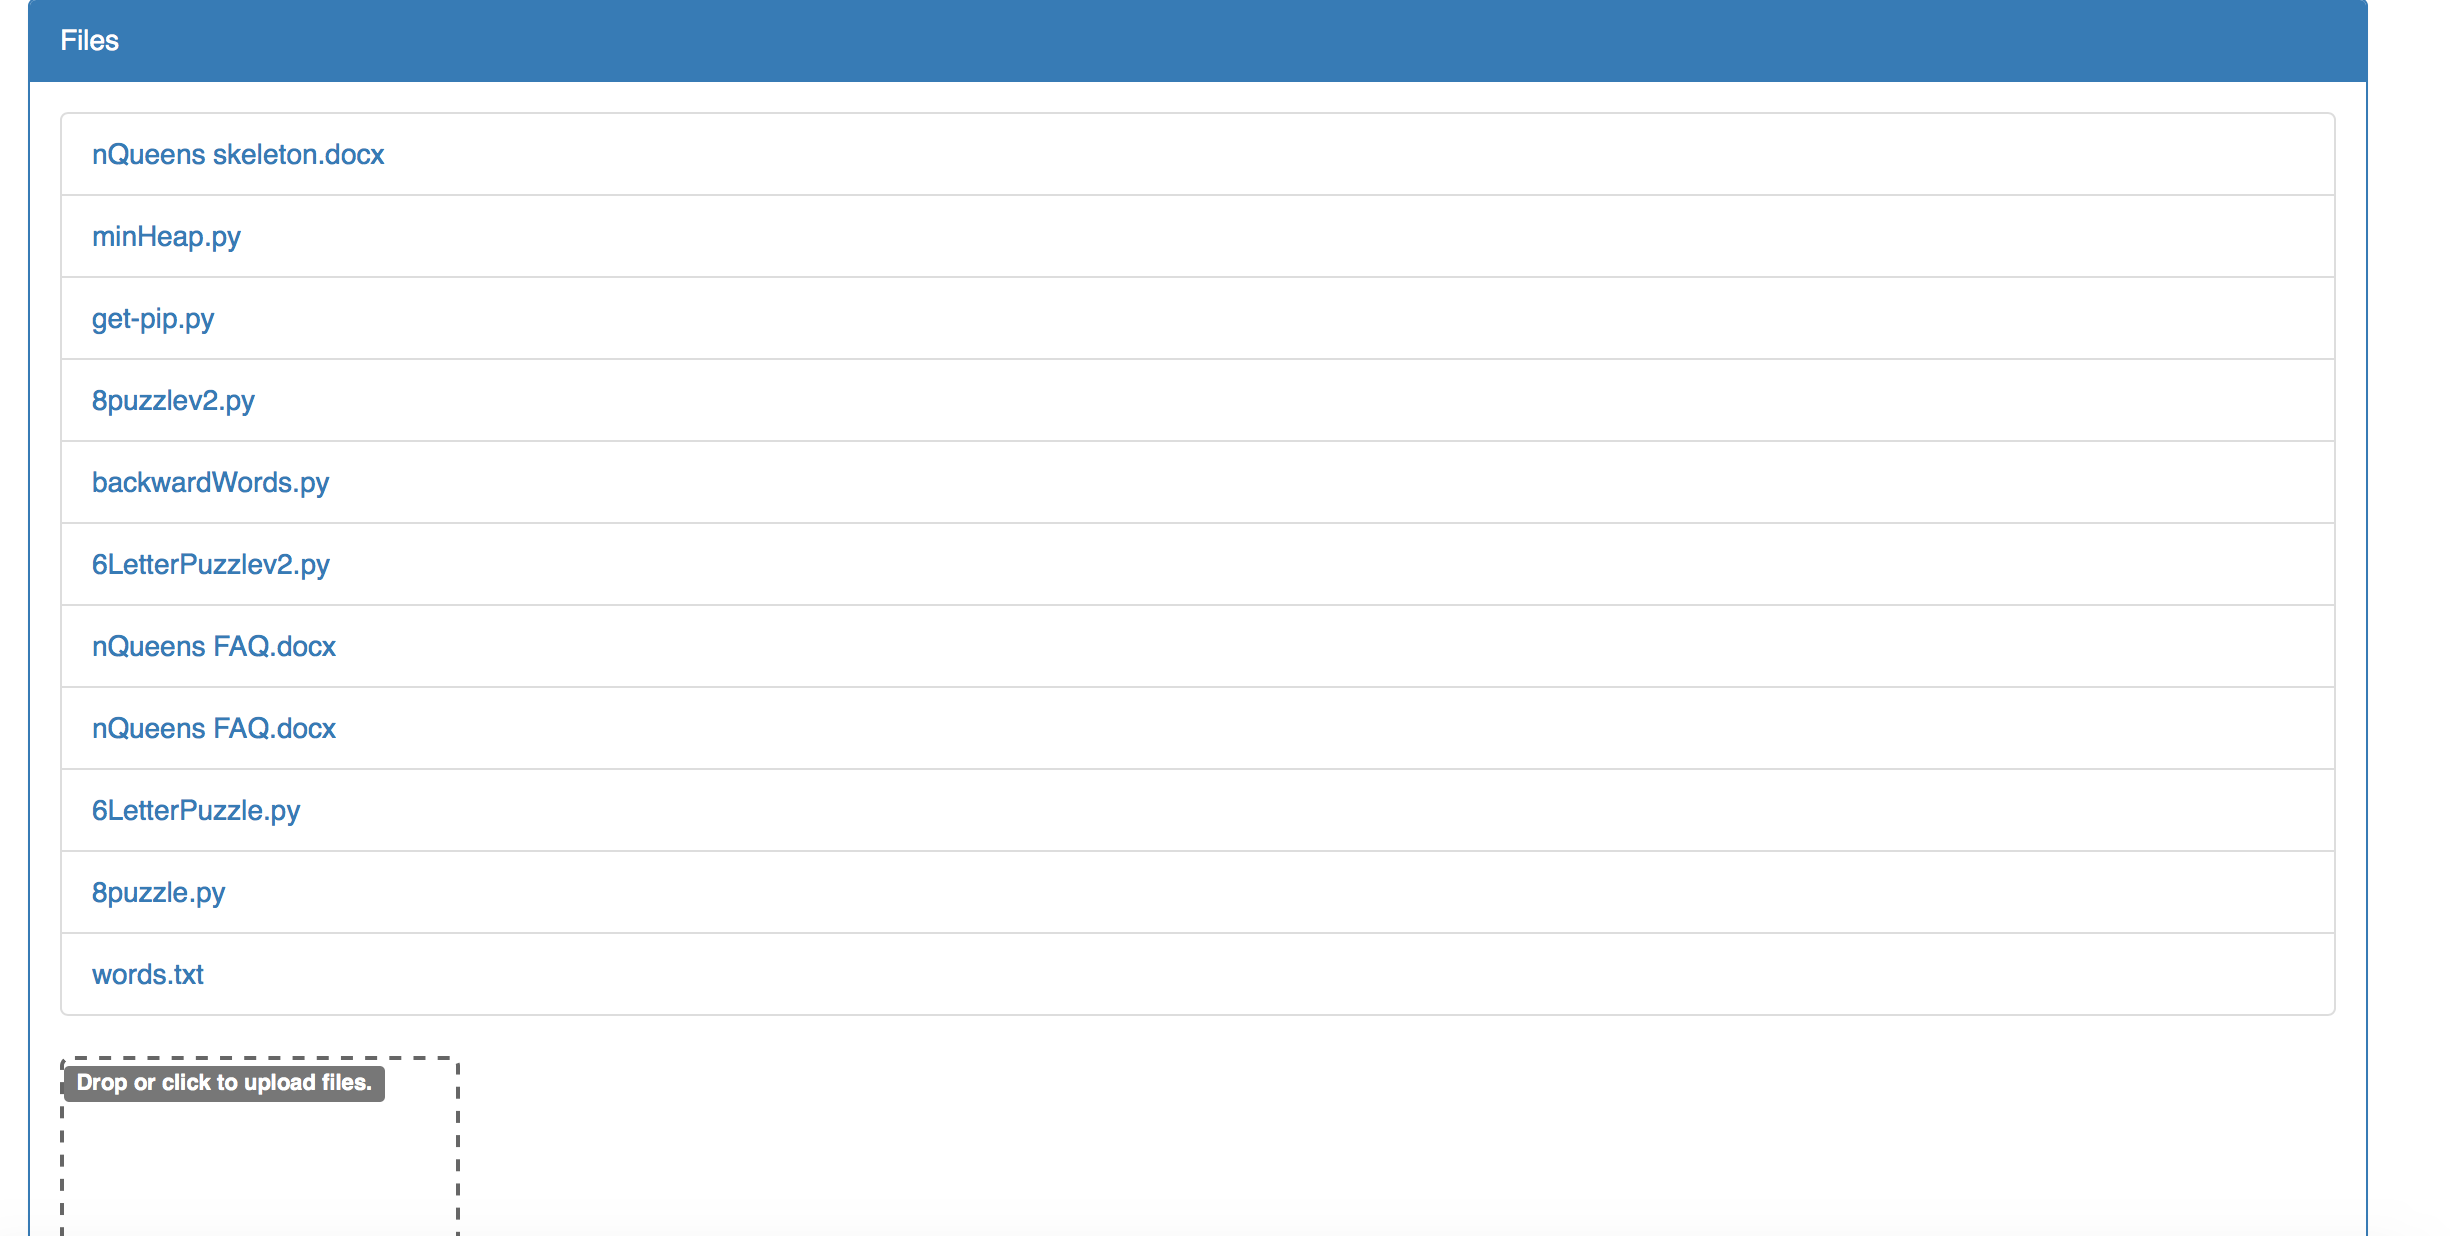 Files
nQueens skeleton.docx
minHeap.py
get-pip.py
8puzzlev2.py
backwardWords.py
6LetterPuzzlev2.py
nQueens FAQ.docx
nQueens FAQ.docx
6LetterPuzzle.py
8puzzle.py
words.txt
Drop or click to upload files.